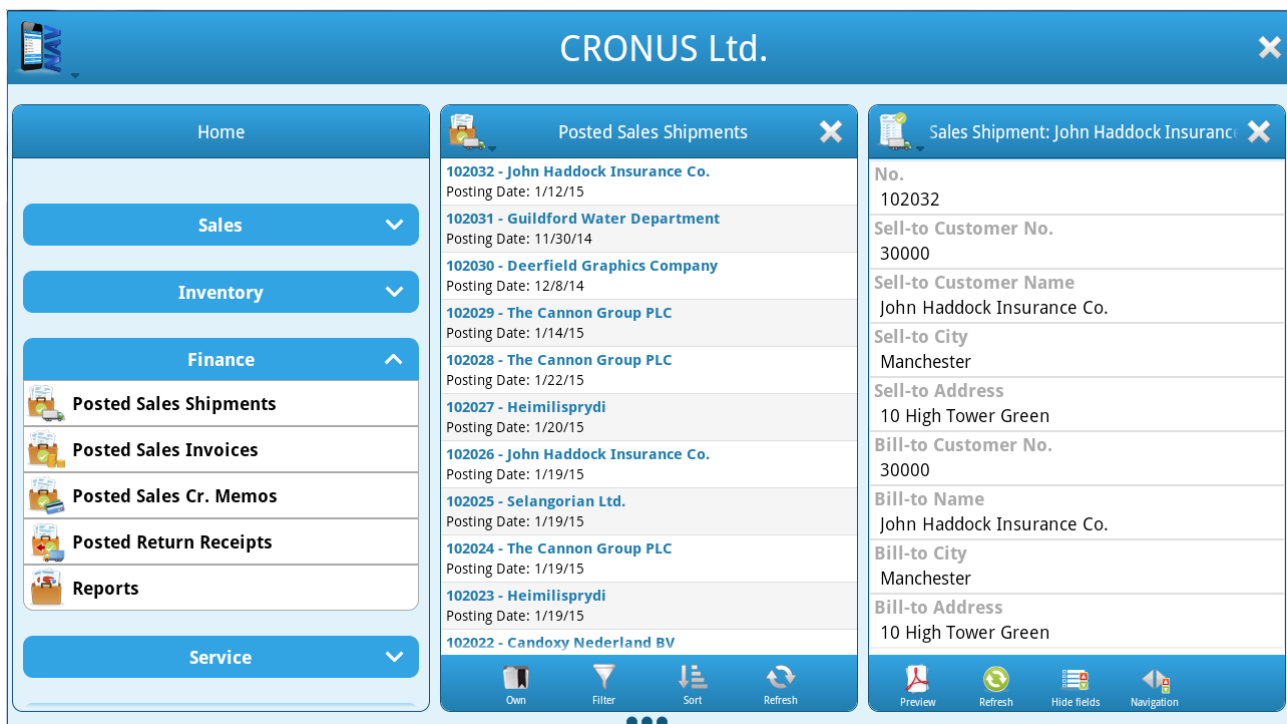 NAV
CRONUS Ltd.
Home
Sales
Inventory
Finance
Posted Sales Shipments
Posted Sales Invoices
Posted Sales Cr. Memos
Posted Return Receipts
Reports
Service
Posted Sales Shipments
102032 - John Haddock Insurance Co.
Posting Date: 1/12/15
102031 - Guildford Water Department
Posting Date: 11/30/14
102030 - Deerfield Graphics Company
Posting Date: 12/8/14
102029 - The Cannon Group PLC
Posting Date: 1/14/15
102028 - The Cannon Group PLC
Posting Date: 1/22/15
102027 - Heimilisprydi
Posting Date: 1/20/15
102026 - John Haddock Insurance Co.
Posting Date: 1/19/15
102025 - Selangorian Ltd.
Posting Date: 1/19/15
102024 - The Cannon Group PLC
Posting Date: 1/19/15
102023 - Heimilisprydi
Posting Date: 1/19/15
102022 - Candoxy Nederland BV
Own
Filter
Sort
Refresh
Sales Shipment: John Haddock Insuranc
No.
102032
Sell-to Customer No.
30000
Sell-to Customer Name
John Haddock Insurance Co.
Sell-to City
Manchester
Sell-to Address
10 High Tower Green
Bill-to Customer No.
30000
Bill-to Name
John Haddock Insurance Co.
Bill-to City
Manchester
Bill-to Address
10 High Tower Green
Preview
Refresh
Hide fields
Navigation